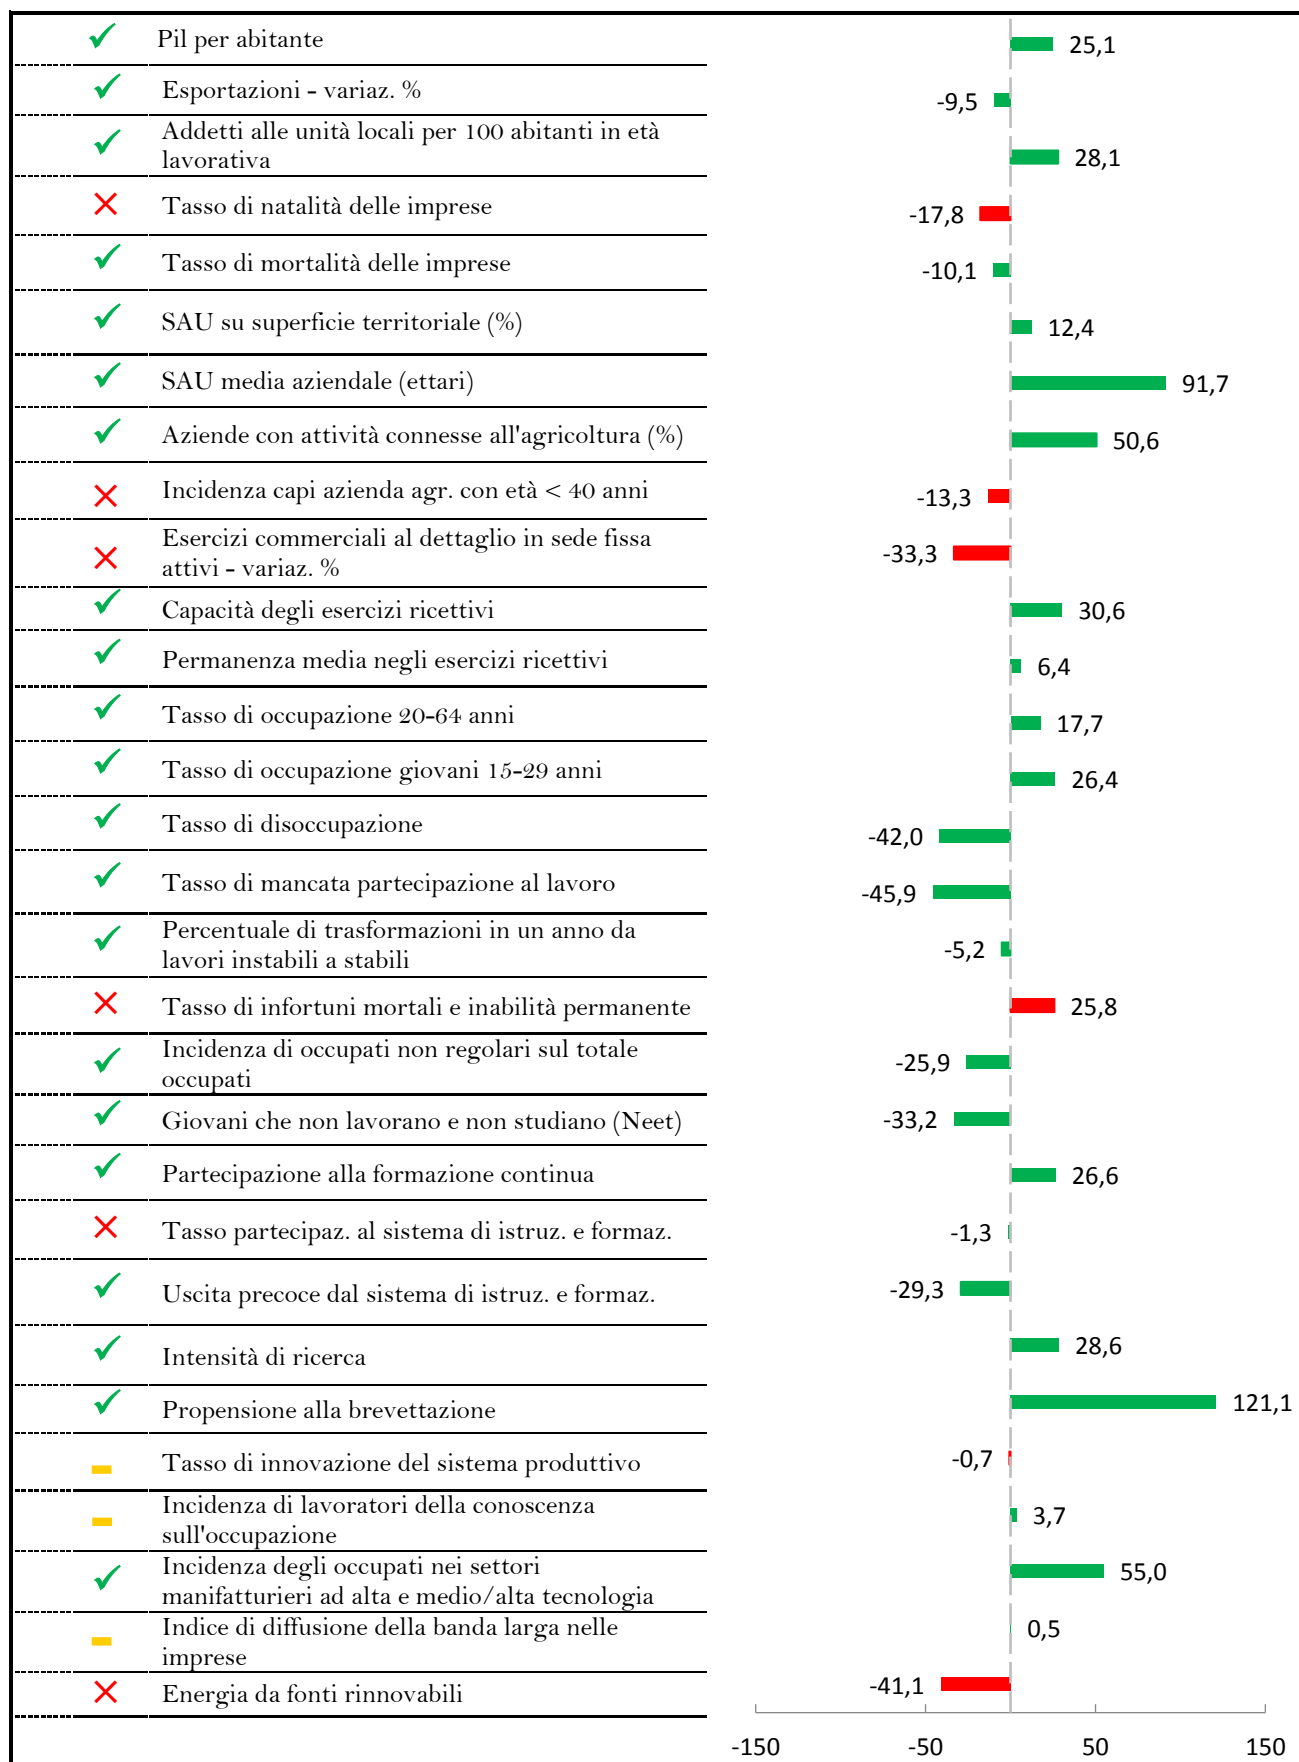 Pil per abitante
25,1
Esportazioni - variaz. %
-9,5
Addetti alle unità locali per 100 abitanti in età
lavorativa
28,1
Tasso di natalità delle imprese
-17,8
Tasso di mortalità delle imprese
-10,1
SAU su superficie territoriale (%)
12,4
SAU media aziendale (ettari)
91,7
Aziende con attività connesse all'agricoltura (%)
50,6
Incidenza capi azienda agr. con età < 40 anni
-13,3
Esercizi commerciali al dettaglio in sede fissa
attivi - variaz. %
-33,3
Capacità degli esercizi ricettivi
30,6
Permanenza media negli esercizi ricettivi
6,4
Tasso di occupazione 20-64 anni
17,7
Tasso di occupazione giovani 15-29 anni
26,4
Tasso di disoccupazione
-42,0
Tasso di mancata partecipazione al lavoro
-45,9
Percentuale di trasformazioni in un anno da
lavori instabili a stabili
-5,2
Tasso di infortuni mortali e inabilità permanente
25,8
Incidenza di occupati non regolari sul totale
occupati
-25,9
Giovani che non lavorano e non studiano (Neet)
-33,2
Partecipazione alla formazione continua
26,6
Tasso partecipaz. al sistema di istruz. e formaz.
-1,3
Uscita precoce dal sistema di istruz. e formaz.
-29,3
Intensità di ricerca
28,6
Propensione alla brevettazione
121,1
Tasso di innovazione del sistema produttivo
-0,7
Incidenza di lavoratori della conoscenza
sull'occupazione
3,7
Incidenza degli occupati nei settori
manifatturieri ad alta e medio/alta tecnologia
55,0
Indice di diffusione della banda larga nelle
imprese
0,5
Energia da fonti rinnovabili
-41,1
-150 -50 50 150